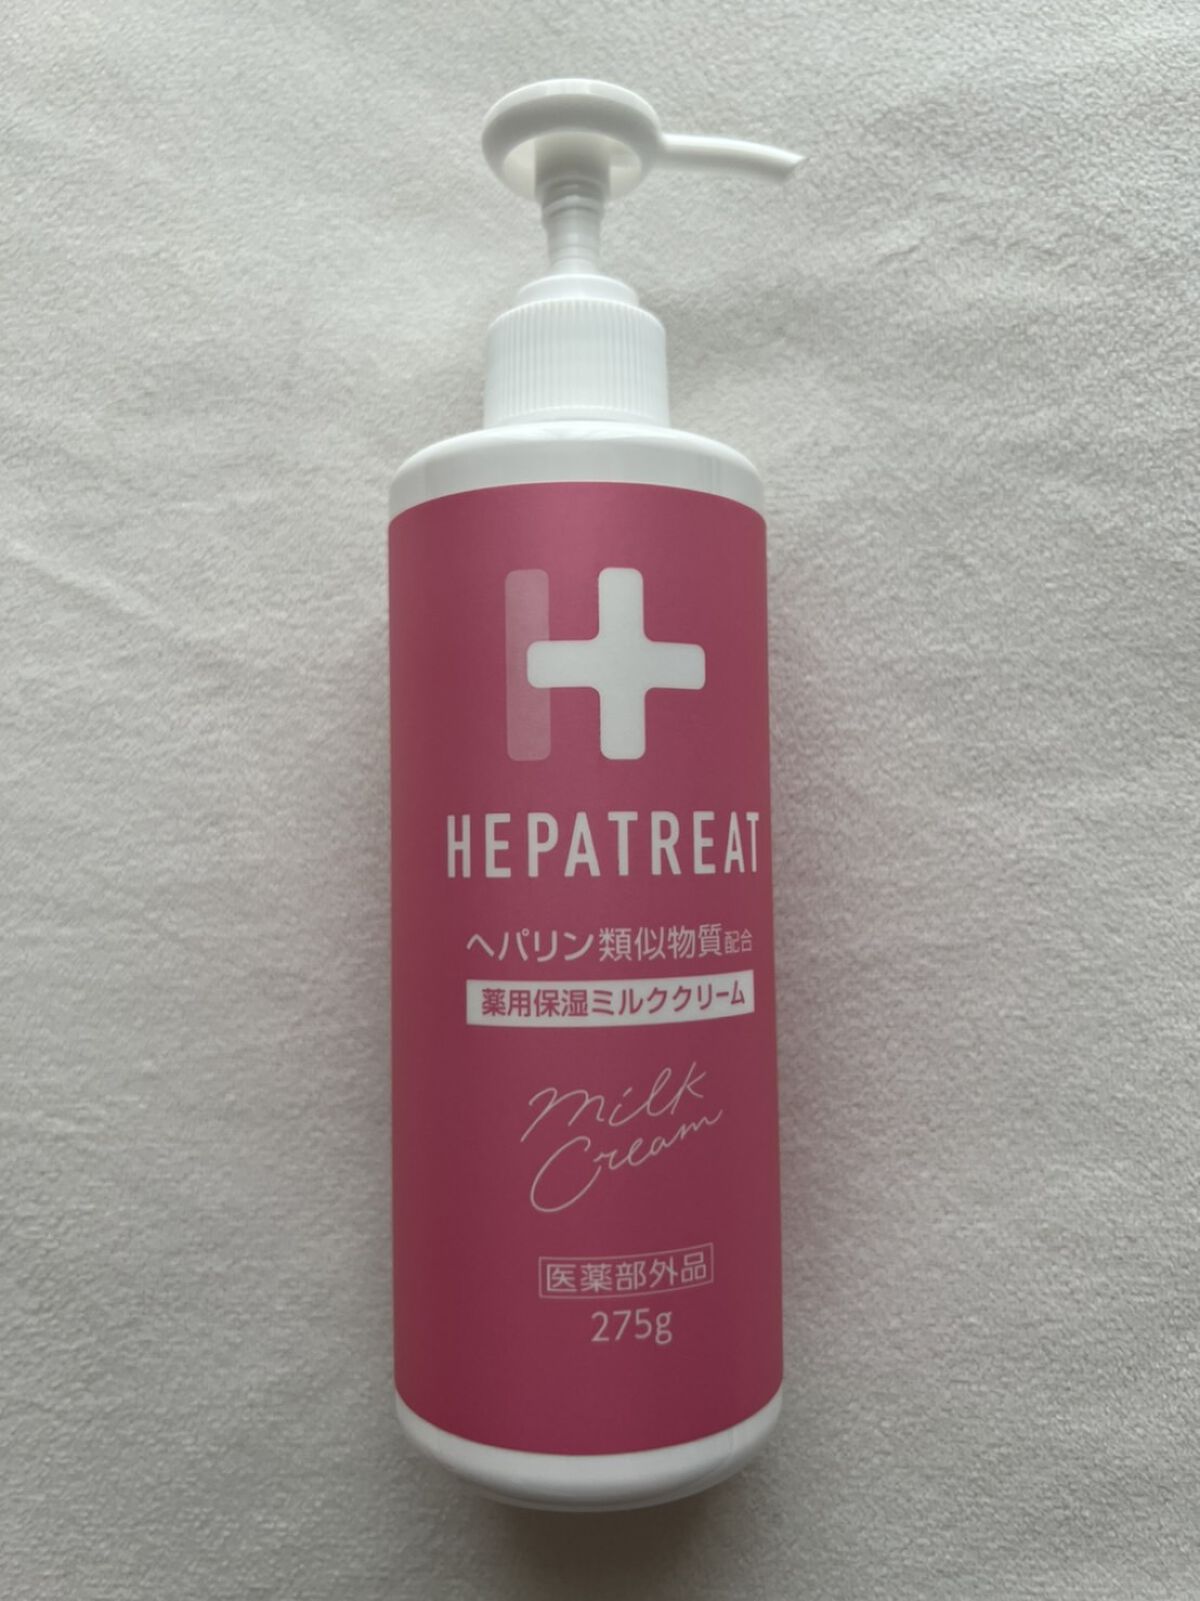 HEPATREAT
ヘパリン類似物質配合
薬用保湿ミルククリーム
Milk
Cream
医薬部外品
275g